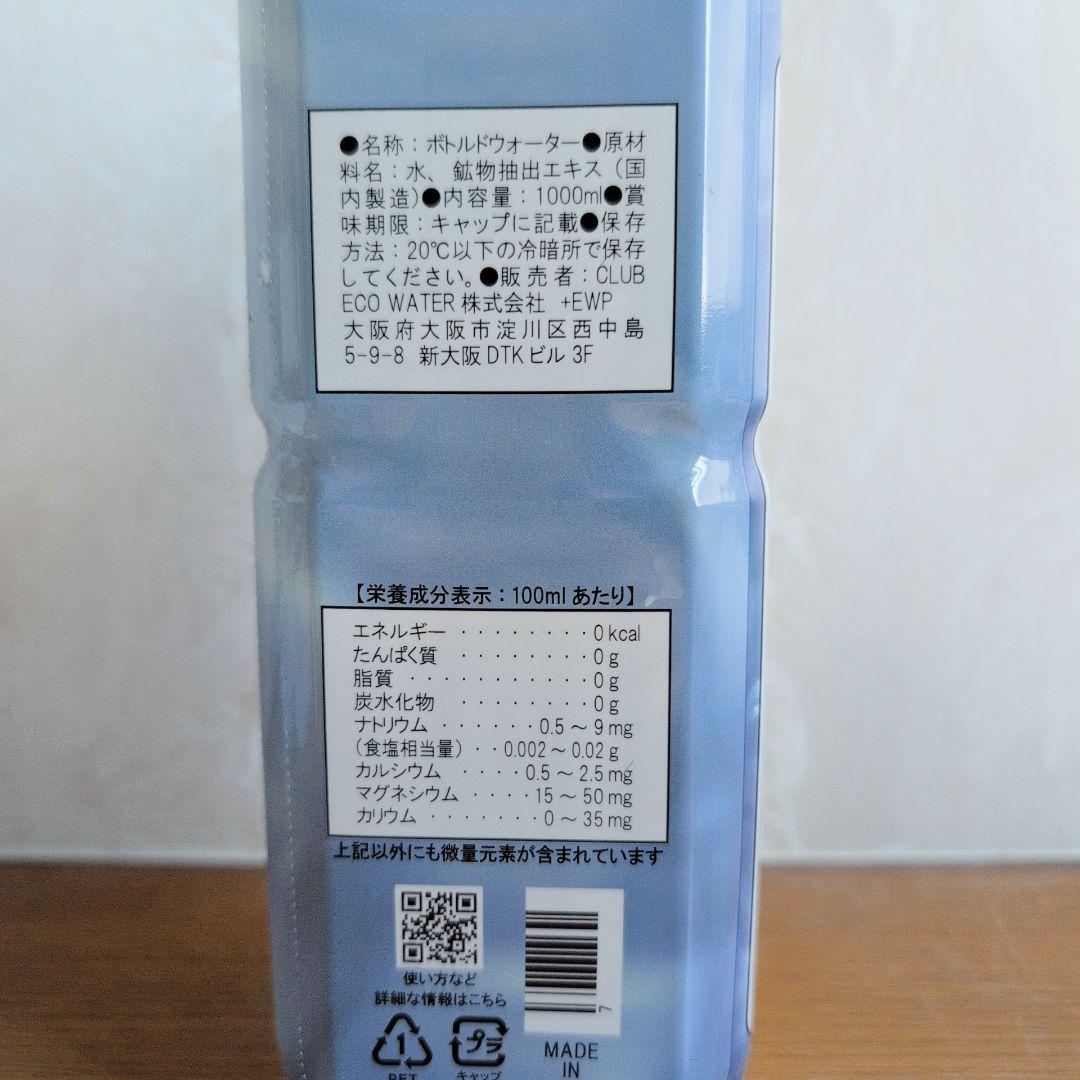 ●名称：ボトルドウォーター●原材
料名：水、鉱物抽出エキス（国
内製造）●内容量：1000ml●賞
味期限：キャップに記載●保存
方法：20℃以下の冷暗所で保存
してください。●販売者：CLUB
ECO WATER 株式会社 +EWP
大阪府大阪市淀川区西中島
5-9-8 新大阪 DTK ビル 3F
【栄養成分表示：100ml あたり】
エネルギー ・・・・・・・・0 kcal
たんぱく質 ・・・・・・・・0 g
脂質 ・・・・・・・・・・・0 g
炭水化物 ・・・・・・・・0 g
ナトリウム ・・・・・・0.5 ～ 9 mg
（食塩相当量）・・0.002 ～ 0.02 g
カルシウム ・・・・0.5 ～ 2.5 mg
マグネシウム ・・・・15 ～ 50 mg
カリウム ・・・・・・・0 ～ 35 mg
上記以外にも微量元素が含まれています
使い方など
詳細な情報はこちら
7
1
プラ
PET
キャップ
MADE
IN